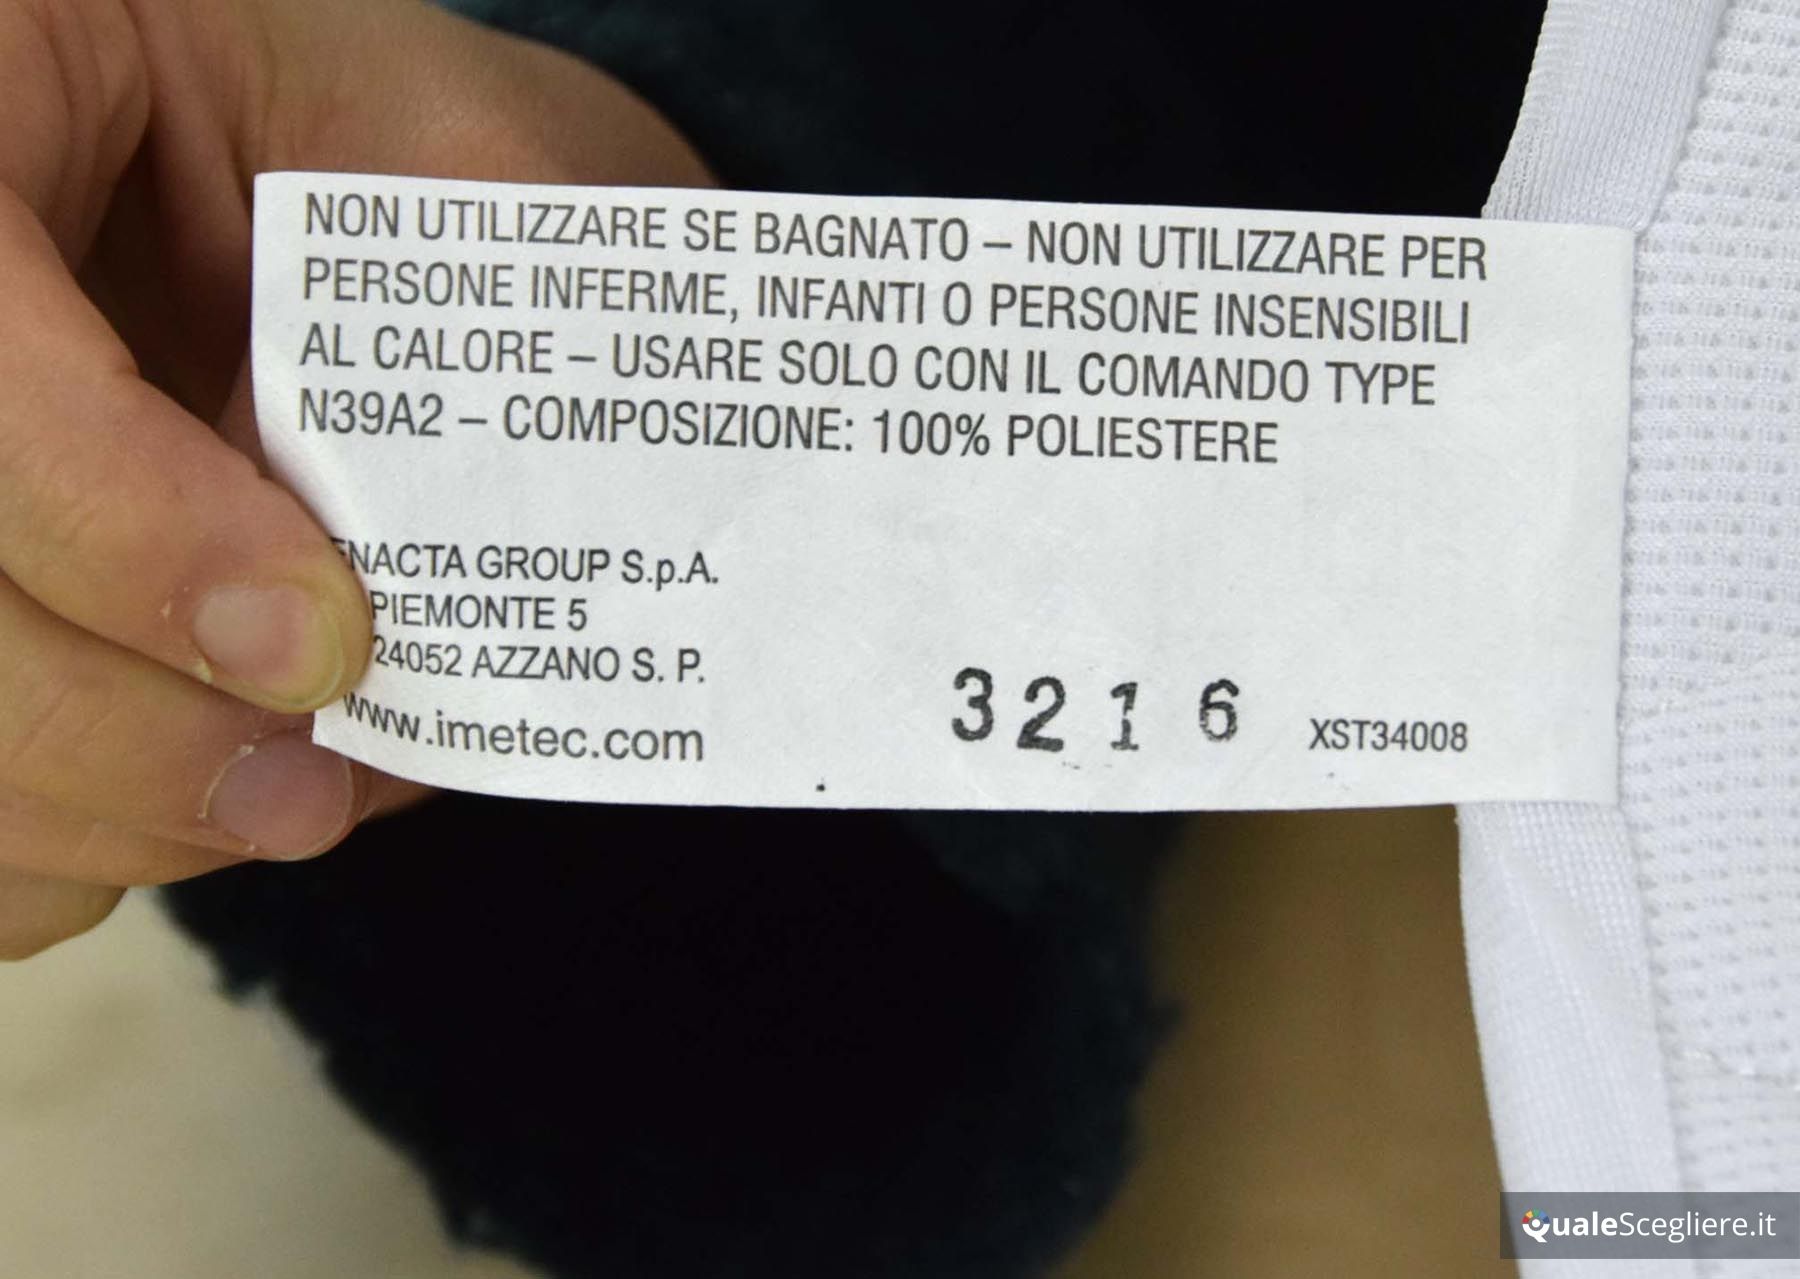 NON UTILIZZARE SE BAGNATO – NON UTILIZZARE PER
PERSONE INFERME, INFANTI O PERSONE INSENSIBILI
AL CALORE – USARE SOLO CON IL COMANDO TYPE
N39A2 – COMPOSIZIONE: 100% POLIESTERE
GROUP S.p.A.
PIEMONTE 5
24052 AZZANO S. P.
www.imetec.com
3216 XST34008
QualeScegliere.it